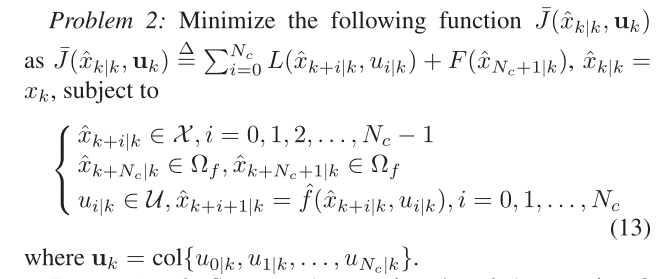 Problem 2: Minimize the following function J̄(x̂ₖ|ₖ, 𝐮ₖ)
as J̄(x̂ₖ|ₖ, 𝐮ₖ) ≜ ∑_{i=0}^{N_c} L(x̂_{k+i|k}, u_{i|k}) + F(x̂_{N_c+1|k}), x̂_{k|k} =
x_k, subject to
x̂_{k+i|k} ∈ 𝒳, i = 0, 1, 2, . . . , N_c − 1
x̂_{k+N_c|k} ∈ Ω_f, x̂_{k+N_c+1|k} ∈ Ω_f
u_{i|k} ∈ 𝒰, x̂_{k+i+1|k} = f̂(x̂_{k+i|k}, u_{i|k}), i = 0, 1, . . . , N_c
(13)
where 𝐮_k = col{u_{0|k}, u_{1|k}, . . . , u_{N_c|k}}.